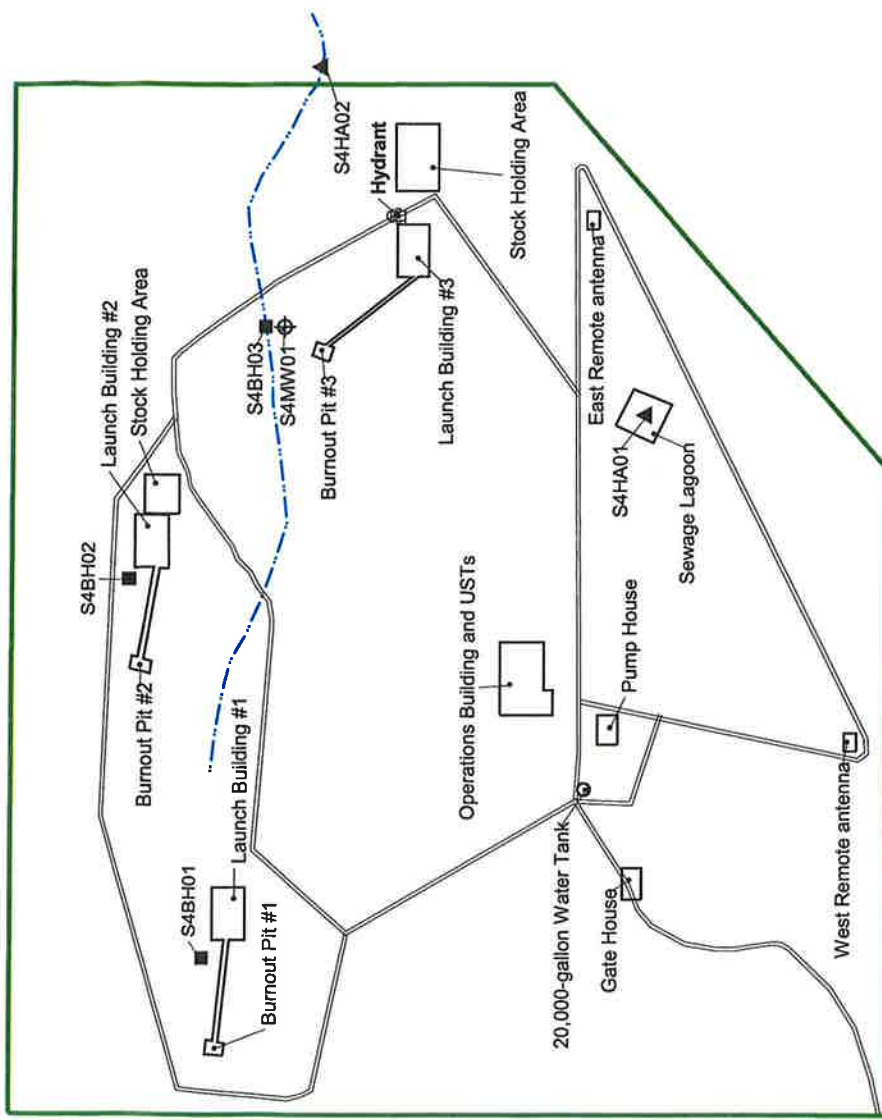 S4HA02
Hydrant
Stock Holding Area
Launch Building #2
Stock Holding Area
S4BH03
S4MW01
Burnout Pit #3
Launch Building #3
East Remote antenna
S4BH02
S4HA01
Sewage Lagoon
Burnout Pit #2
Launch Building #1
Operations Building and USTs
Pump House
S4BH01
Burnout Pit #1
20,000-gallon Water Tank
Gate House
West Remote antenna